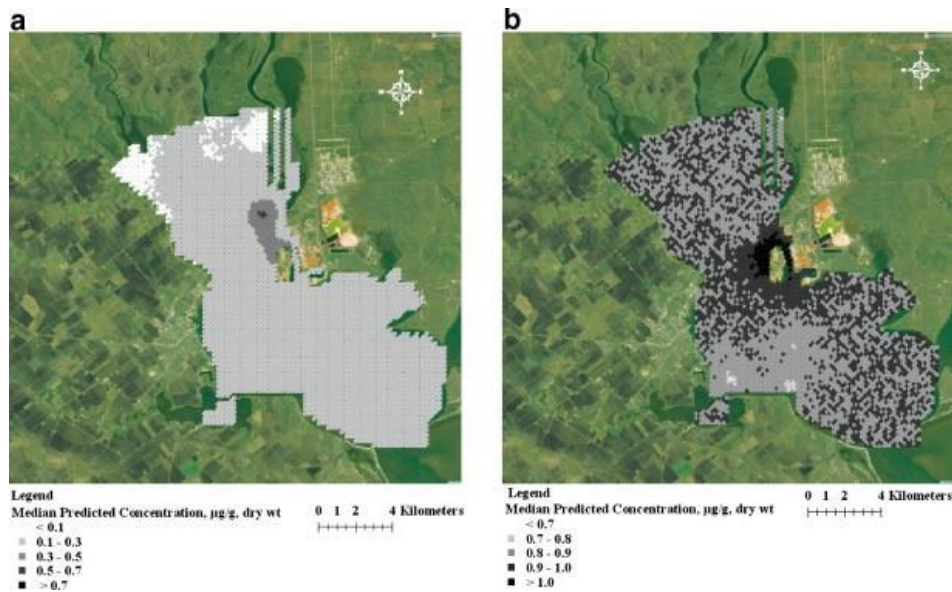 a
b
Legend
Median Predicted Concentration, µg/g, dry wt
< 0.1
0.1 - 0.3
0.3 - 0.5
0.5 - 0.7
> 0.7
0 1 2 4 Kilometers
Legend
Median Predicted Concentration, µg/g, dry wt
< 0.7
0.7 - 0.8
0.8 - 0.9
0.9 - 1.0
> 1.0
0 1 2 4 Kilometers